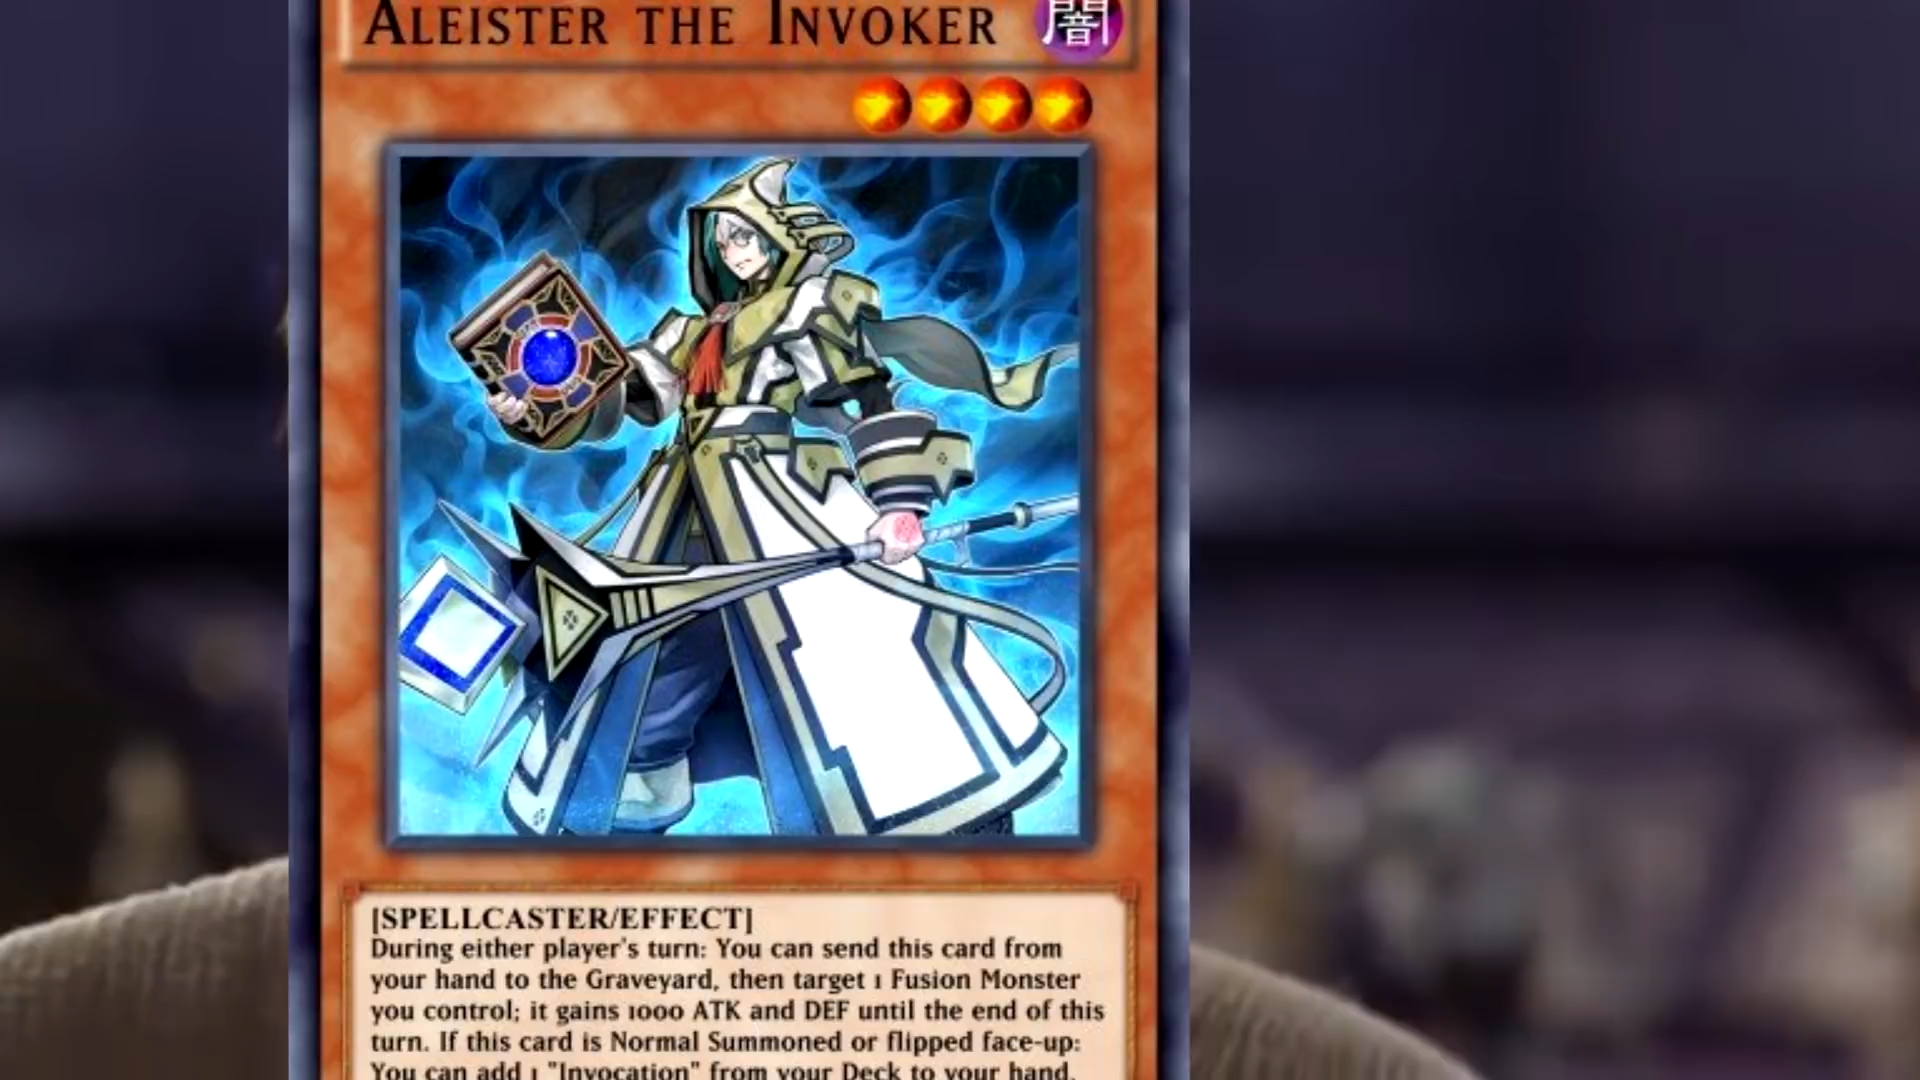 ALEISTER THE INVOKER 闇
[SPELLCASTER/EFFECT]
During either player's turn: You can send this card from
your hand to the Graveyard, then target 1 Fusion Monster
you control; it gains 1000 ATK and DEF until the end of this
turn. If this card is Normal Summoned or flipped face-up:
You can add 1 "Invocation" from your Deck to your hand.